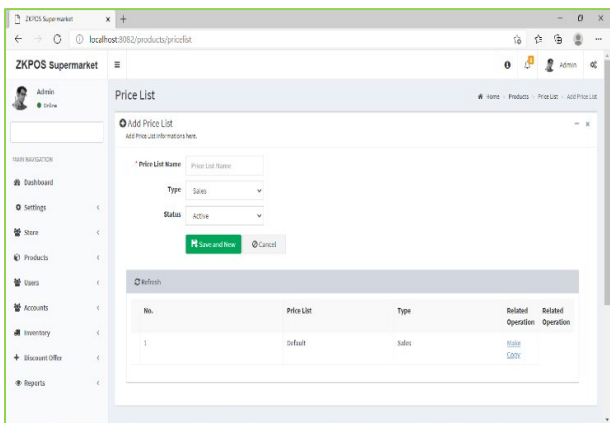 ZKPOS Supermarket
localhost:3082/products/pricelist
ZKPOS Supermarket
Admin
Admin
Online
Price List
Home Products Price List Add Price List
Add Price List
Add Price List Informations here.
MAIN NAVIGATION
Dashboard
Settings
Store
Products
Users
Accounts
Inventory
Discount Offer
Reports
* Price List Name Price List Name
Type Sales
Status Active
Save and New Cancel
Refresh
No. Price List Type Related Operation Related Operation
1 Default Sales Make Copy